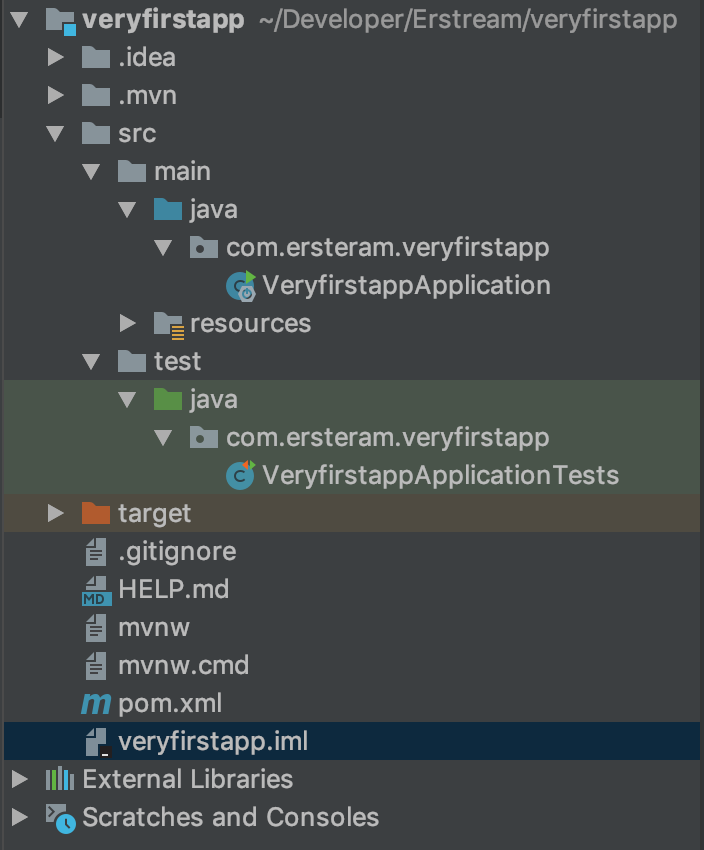 veryfirstapp ~/Developer/Erstream/veryfirstapp
.idea
.mvn
src
main
java
com.ersteram.veryfirstapp
VeryfirstappApplication
resources
test
java
com.ersteram.veryfirstapp
VeryfirstappApplicationTests
target
.gitignore
HELP.md
mvnw
mvnw.cmd
pom.xml
veryfirstapp.iml
External Libraries
Scratches and Consoles